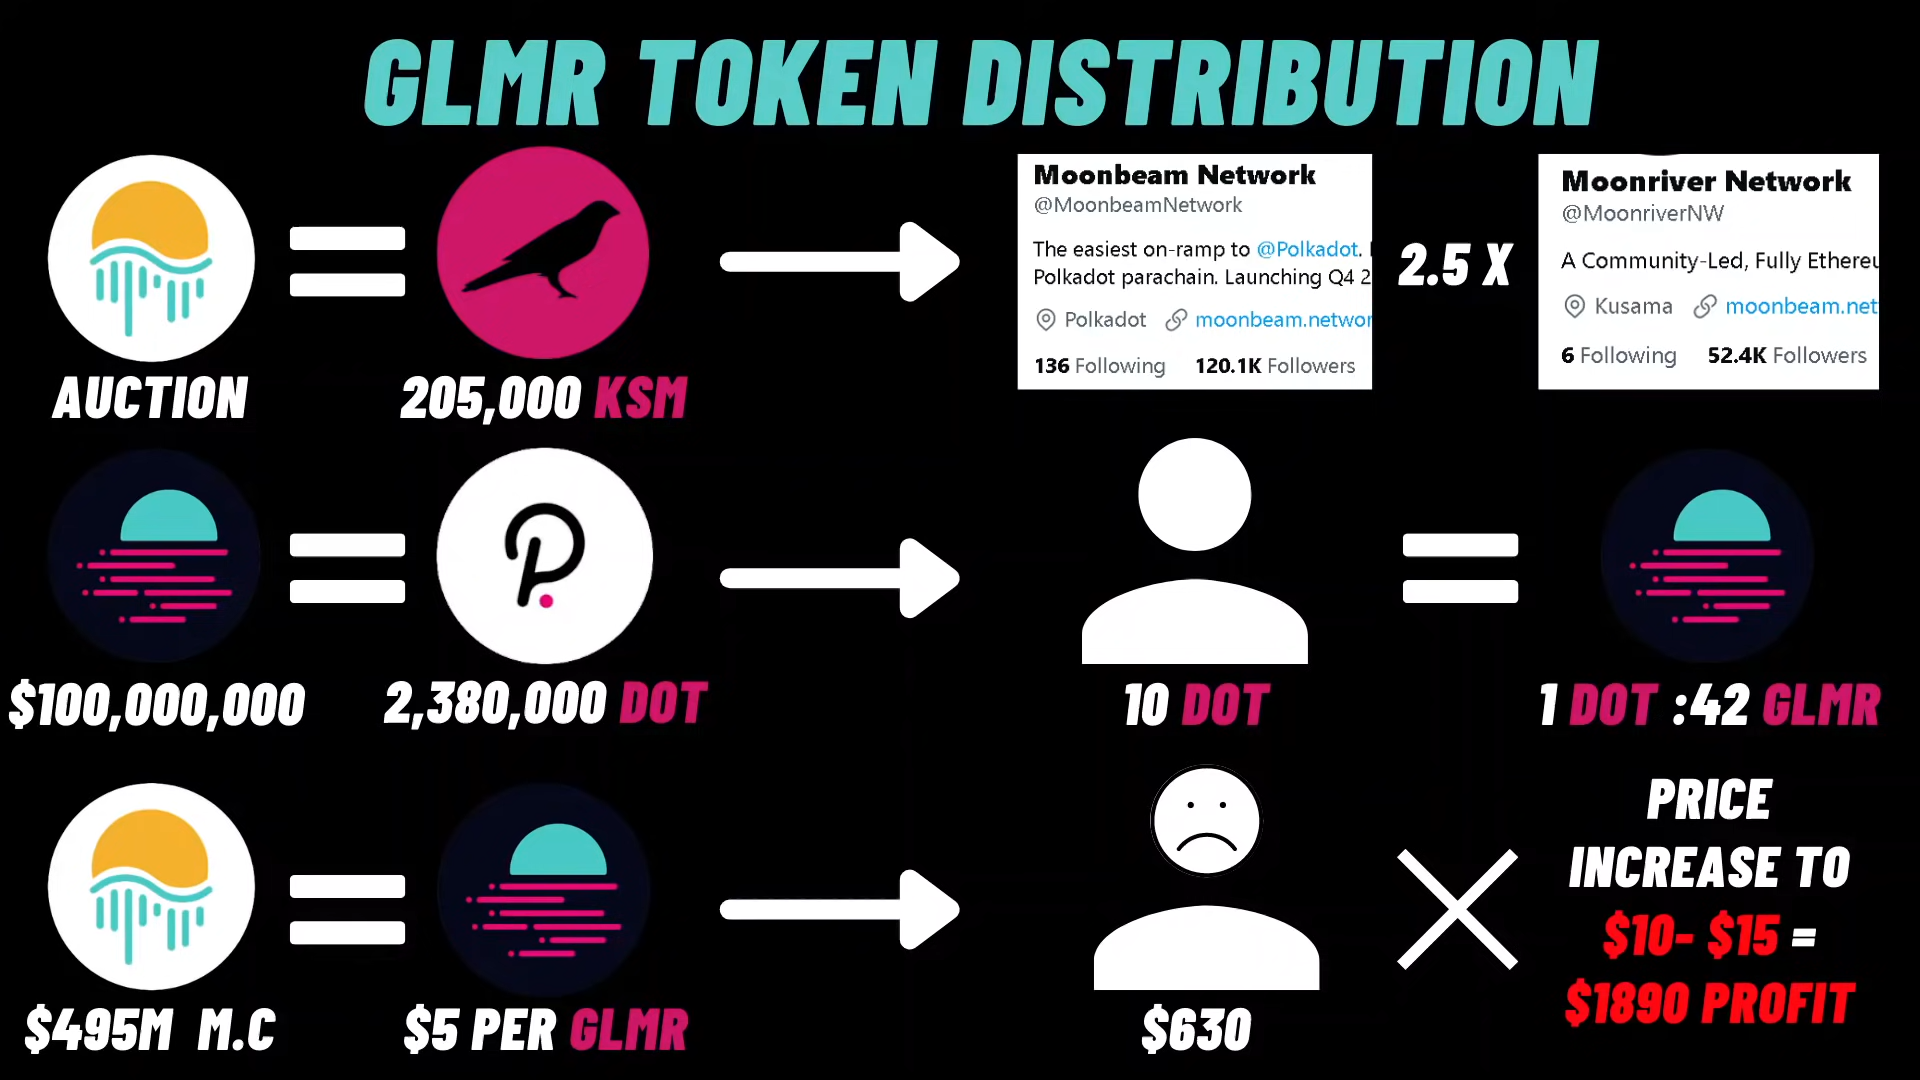 GLMR TOKEN DISTRIBUTION
Moonbeam Network
@MoonbeamNetwork
The easiest on-ramp to @Polkadot.
Polkadot parachain. Launching Q4 2
Polkadot moonbeam.networ
136 Following 120.1K Followers
2.5 X
Moonriver Network
@MoonriverNW
A Community-Led, Fully Ethereu
Kusama moonbeam.net
6 Following 52.4K Followers
AUCTION
205,000 KSM
$100,000,000
2,380,000 DOT
10 DOT
1 DOT :42 GLMR
$495M M.C
$5 PER GLMR
$630
PRICE
INCREASE TO
$10- $15 =
$1890 PROFIT